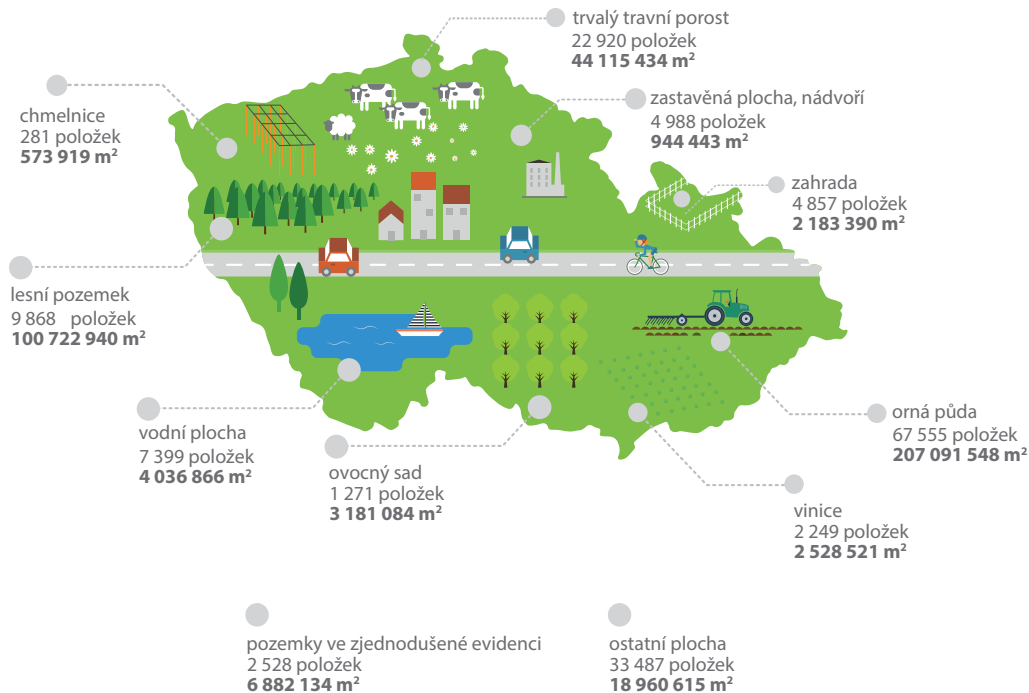 trvalý travní porost
22 920 položek
44 115 434 m²
zastavěná plocha, nádvoří
4 988 položek
944 443 m²
chmelnice
281 položek
573 919 m²
zahrada
4 857 položek
2 183 390 m²
lesní pozemek
9 868 položek
100 722 940 m²
orná půda
67 555 položek
207 091 548 m²
vodní plocha
7 399 položek
4 036 866 m²
ovocný sad
1 271 položek
3 181 084 m²
vinice
2 249 položek
2 528 521 m²
pozemky ve zjednodušené evidenci
2 528 položek
6 882 134 m²
ostatní plocha
33 487 položek
18 960 615 m²